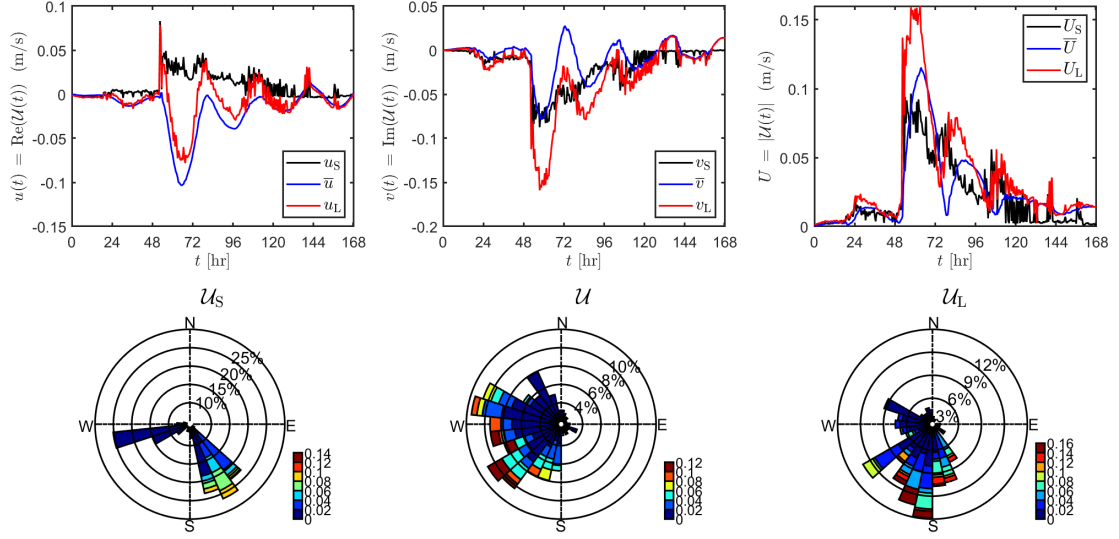 u(t) = Re(𝒰(t)) (m/s)
0.1
0.05
0
-0.05
-0.1
-0.15
0 24 48 72 96 120 144 168
t [hr]
u_S
u̅
u_L
v(t) = Im(𝒰(t)) (m/s)
0.05
0
-0.05
-0.1
-0.15
-0.2
0 24 48 72 96 120 144 168
t [hr]
v_S
v̅
v_L
U = |𝒰(t)| (m/s)
0.15
0.1
0.05
0
0 24 48 72 96 120 144 168
t [hr]
U_S
U̅
U_L
𝒰_S
N
25%
20%
15%
10%
W E
S
0.14
0.12
0.1
0.08
0.06
0.04
0.02
0
𝒰
N
10%
8%
6%
4%
W E
S
0.12
0.1
0.08
0.06
0.04
0.02
0
𝒰_L
N
12%
9%
6%
3%
W E
S
0.16
0.14
0.12
0.1
0.08
0.06
0.04
0.02
0